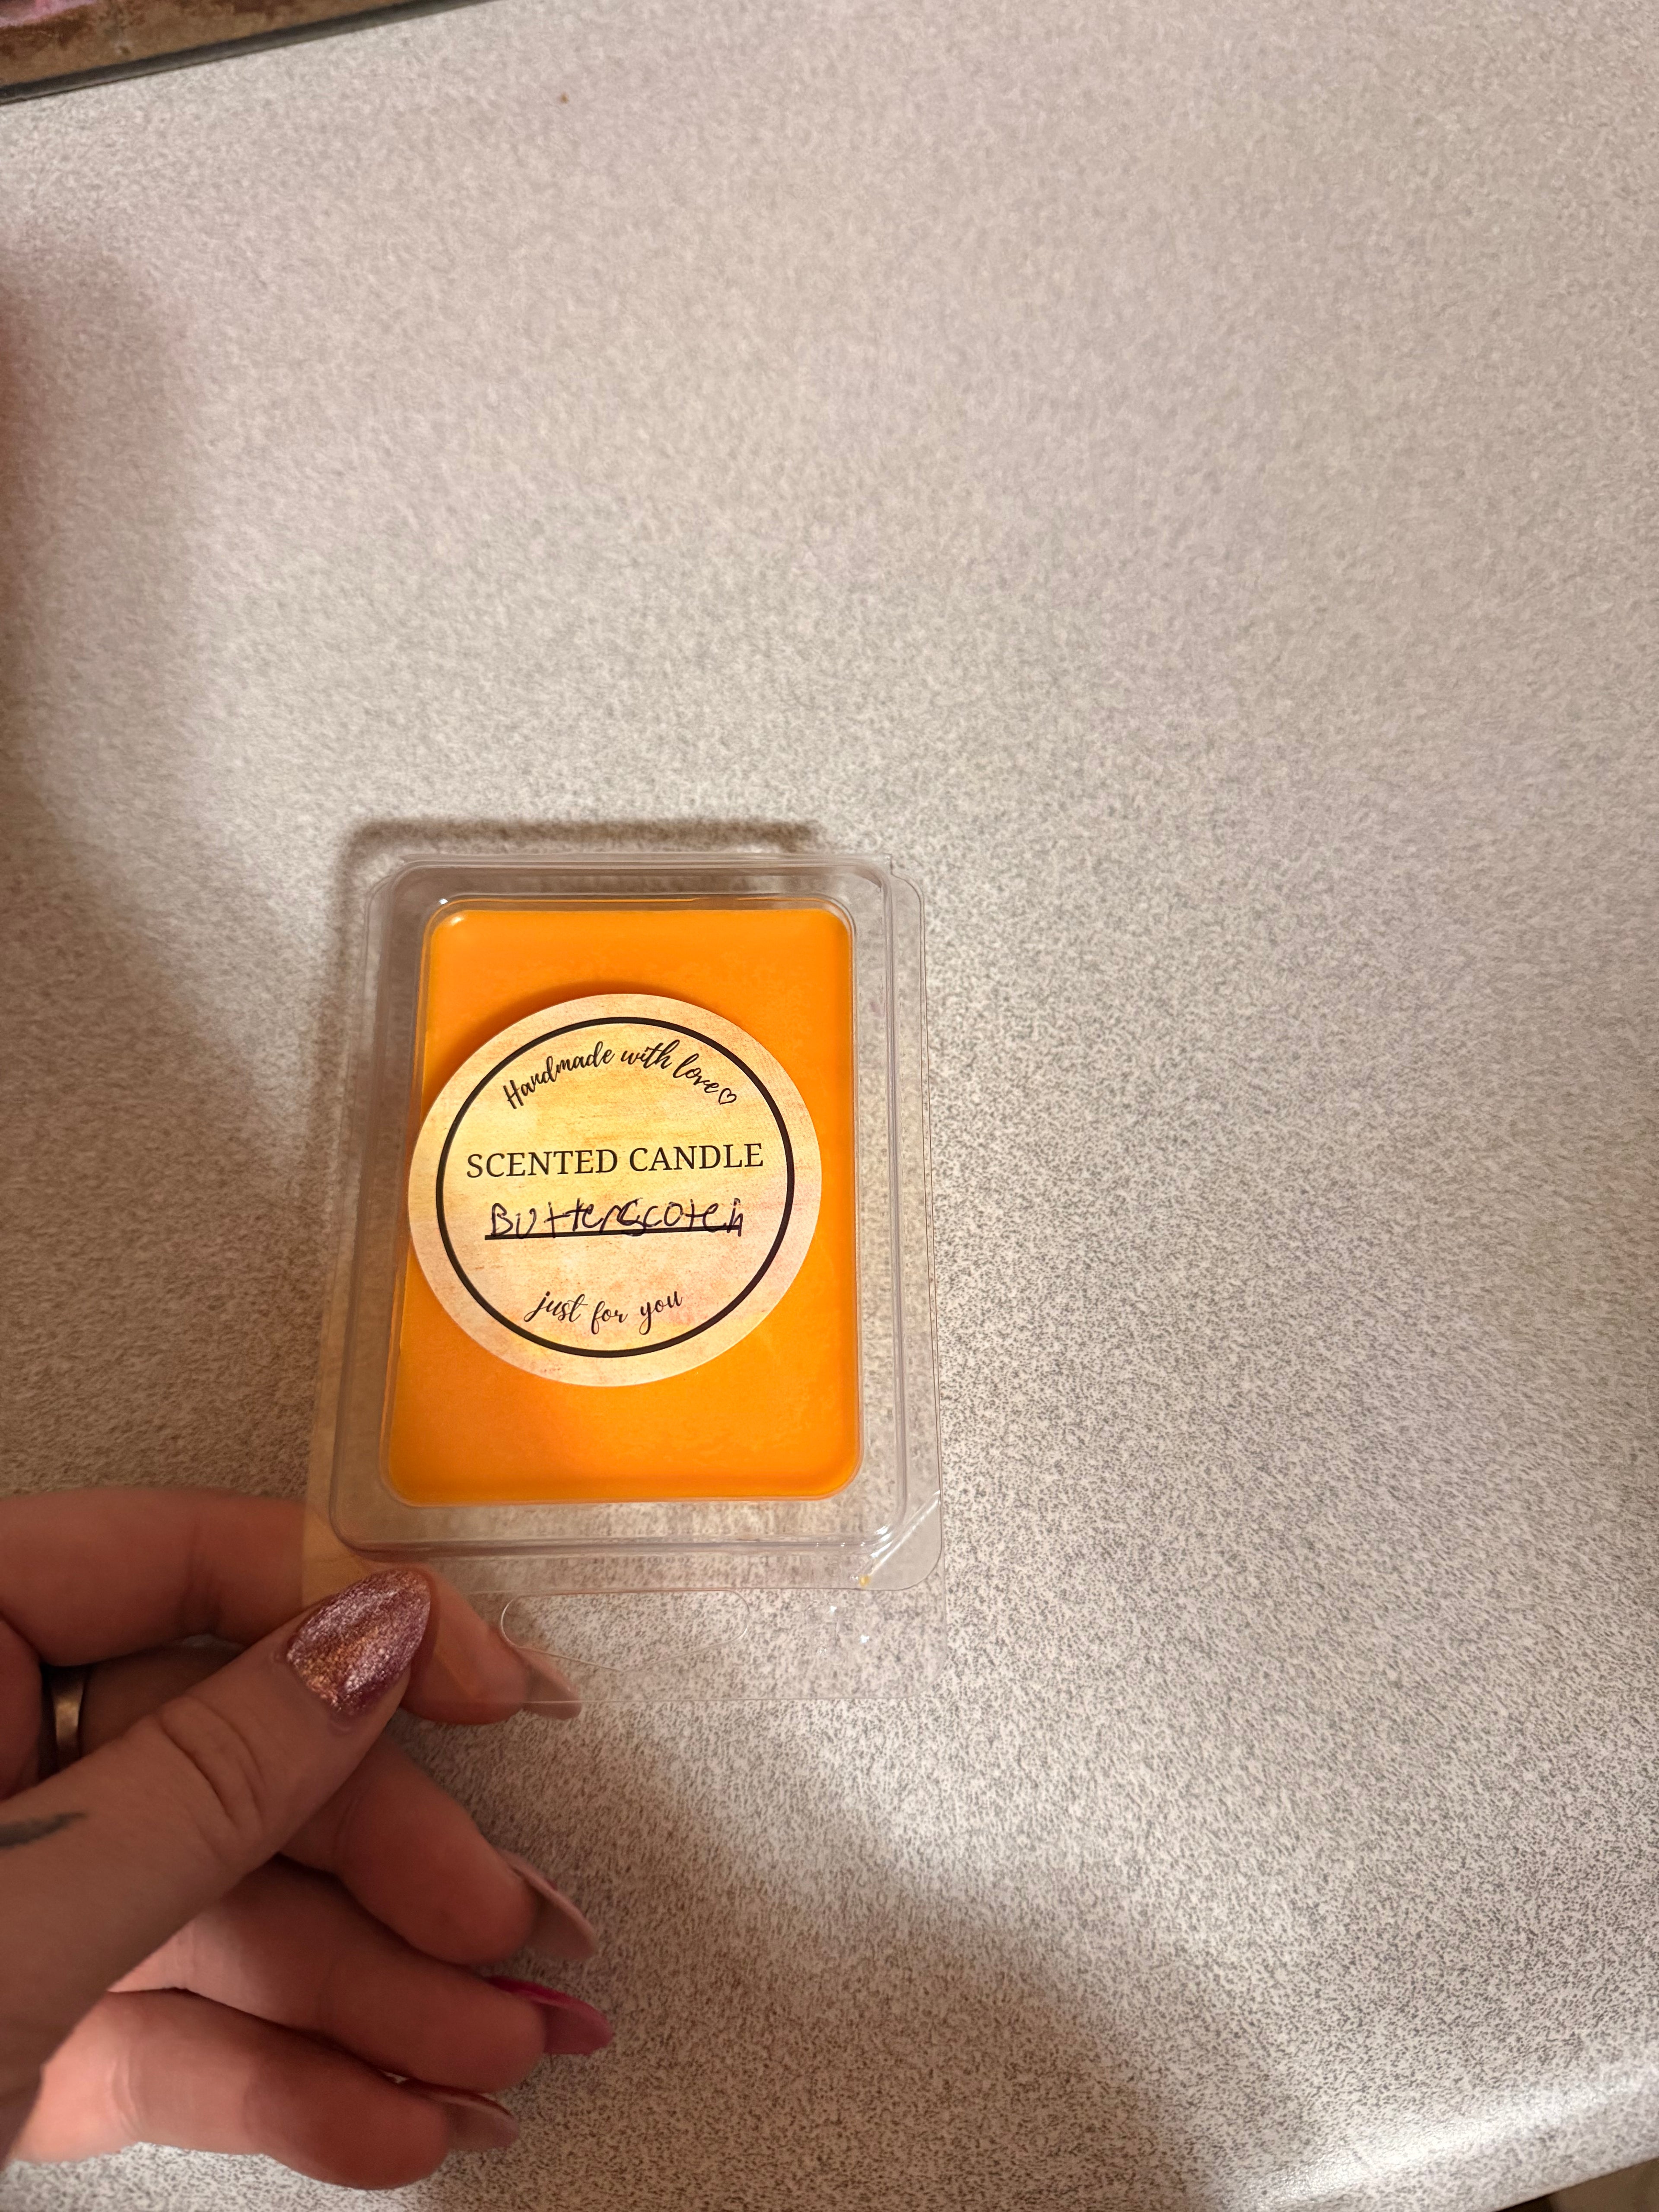 Handmade with love♡
SCENTED CANDLE
Butterscotch
just for you